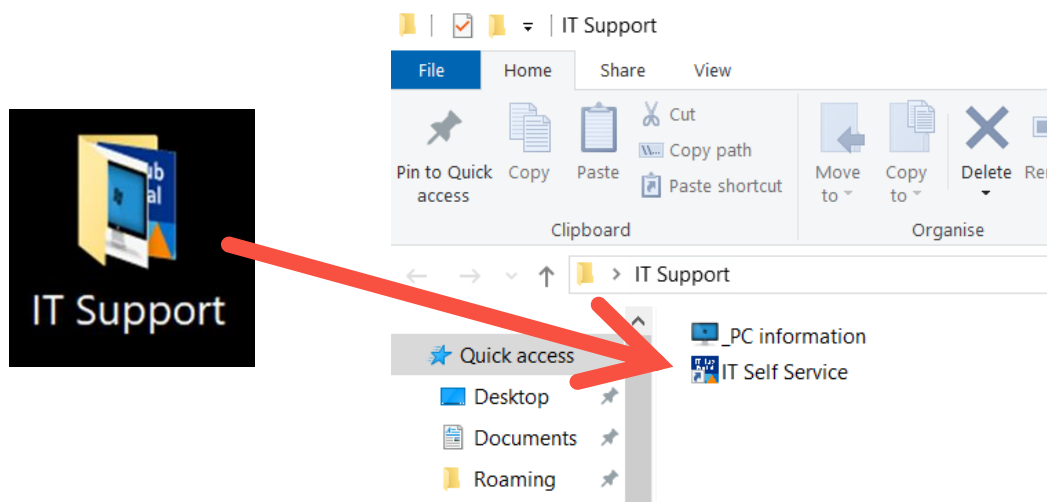 IT Support
IT Support
File Home Share View
Pin to Quick access
Copy
Paste
Cut
Copy path
Paste shortcut
Move to
Copy to
Delete
Clipboard
Organise
IT Support
Quick access
Desktop
Documents
Roaming
_PC information
IT Self Service